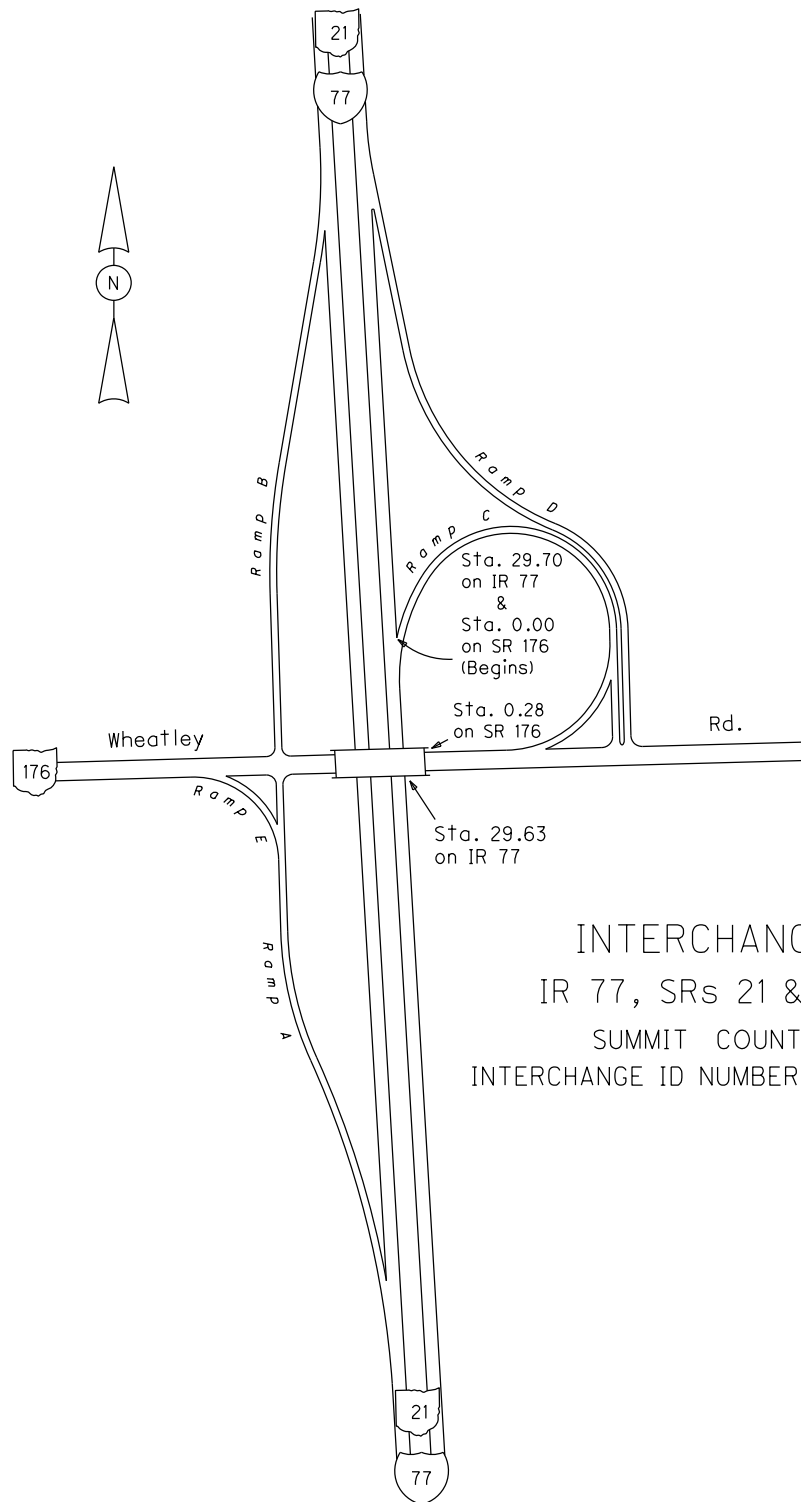 21
77
N
Ramp B
Ramp D
Ramp C
Sta. 29.70
on IR 77
&
Sta. 0.00
on SR 176
(Begins)
Sta. 0.28
on SR 176
Wheatley
Rd.
176
Ramp E
Sta. 29.63
on IR 77
Ramp A
IR 77, SRs 21 &
SUMMIT
INTERCHANGE ID NUMBER
21
77